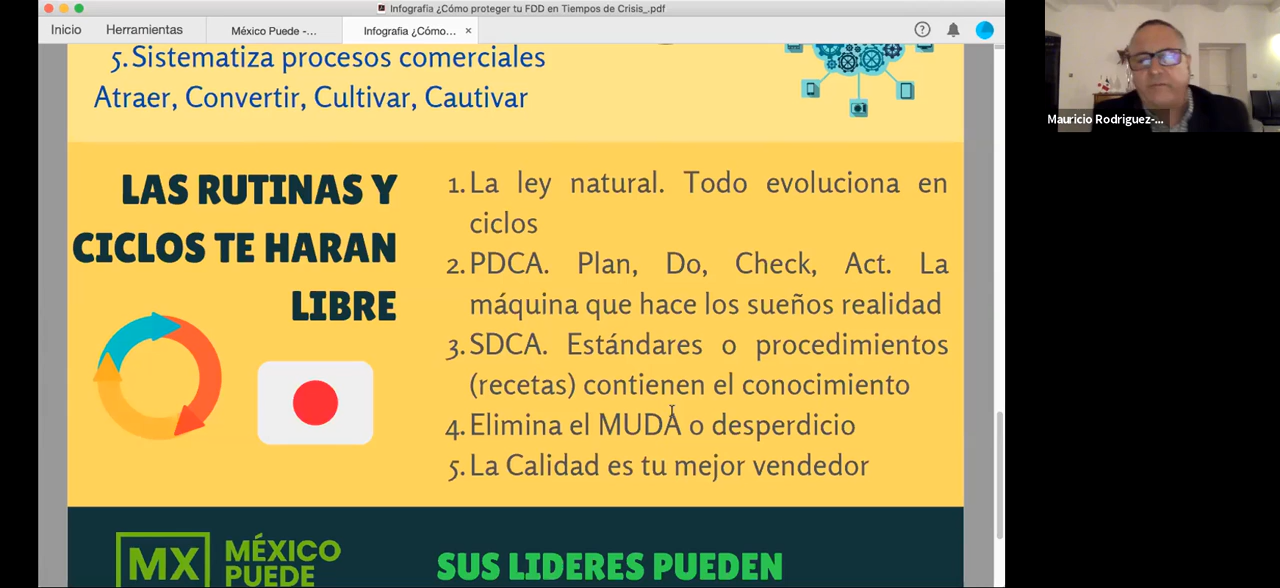 Infografia ¿Cómo proteger tu FDD en Tiempos de Crisis_.pdf
Inicio
Herramientas
México Puede -...
Infografia ¿Cómo... ×
5. Sistematiza procesos comerciales
Atraer, Convertir, Cultivar, Cautivar
LAS RUTINAS Y
CICLOS TE HARAN
LIBRE
1. La ley natural. Todo evoluciona en
ciclos
2. PDCA. Plan, Do, Check, Act. La
máquina que hace los sueños realidad
3. SDCA. Estándares o procedimientos
(recetas) contienen el conocimiento
4. Elimina el MUDA o desperdicio
5. La Calidad es tu mejor vendedor
MX
MÉXICO
PUEDE
SUS LIDERES PUEDEN
Mauricio Rodriguez-...